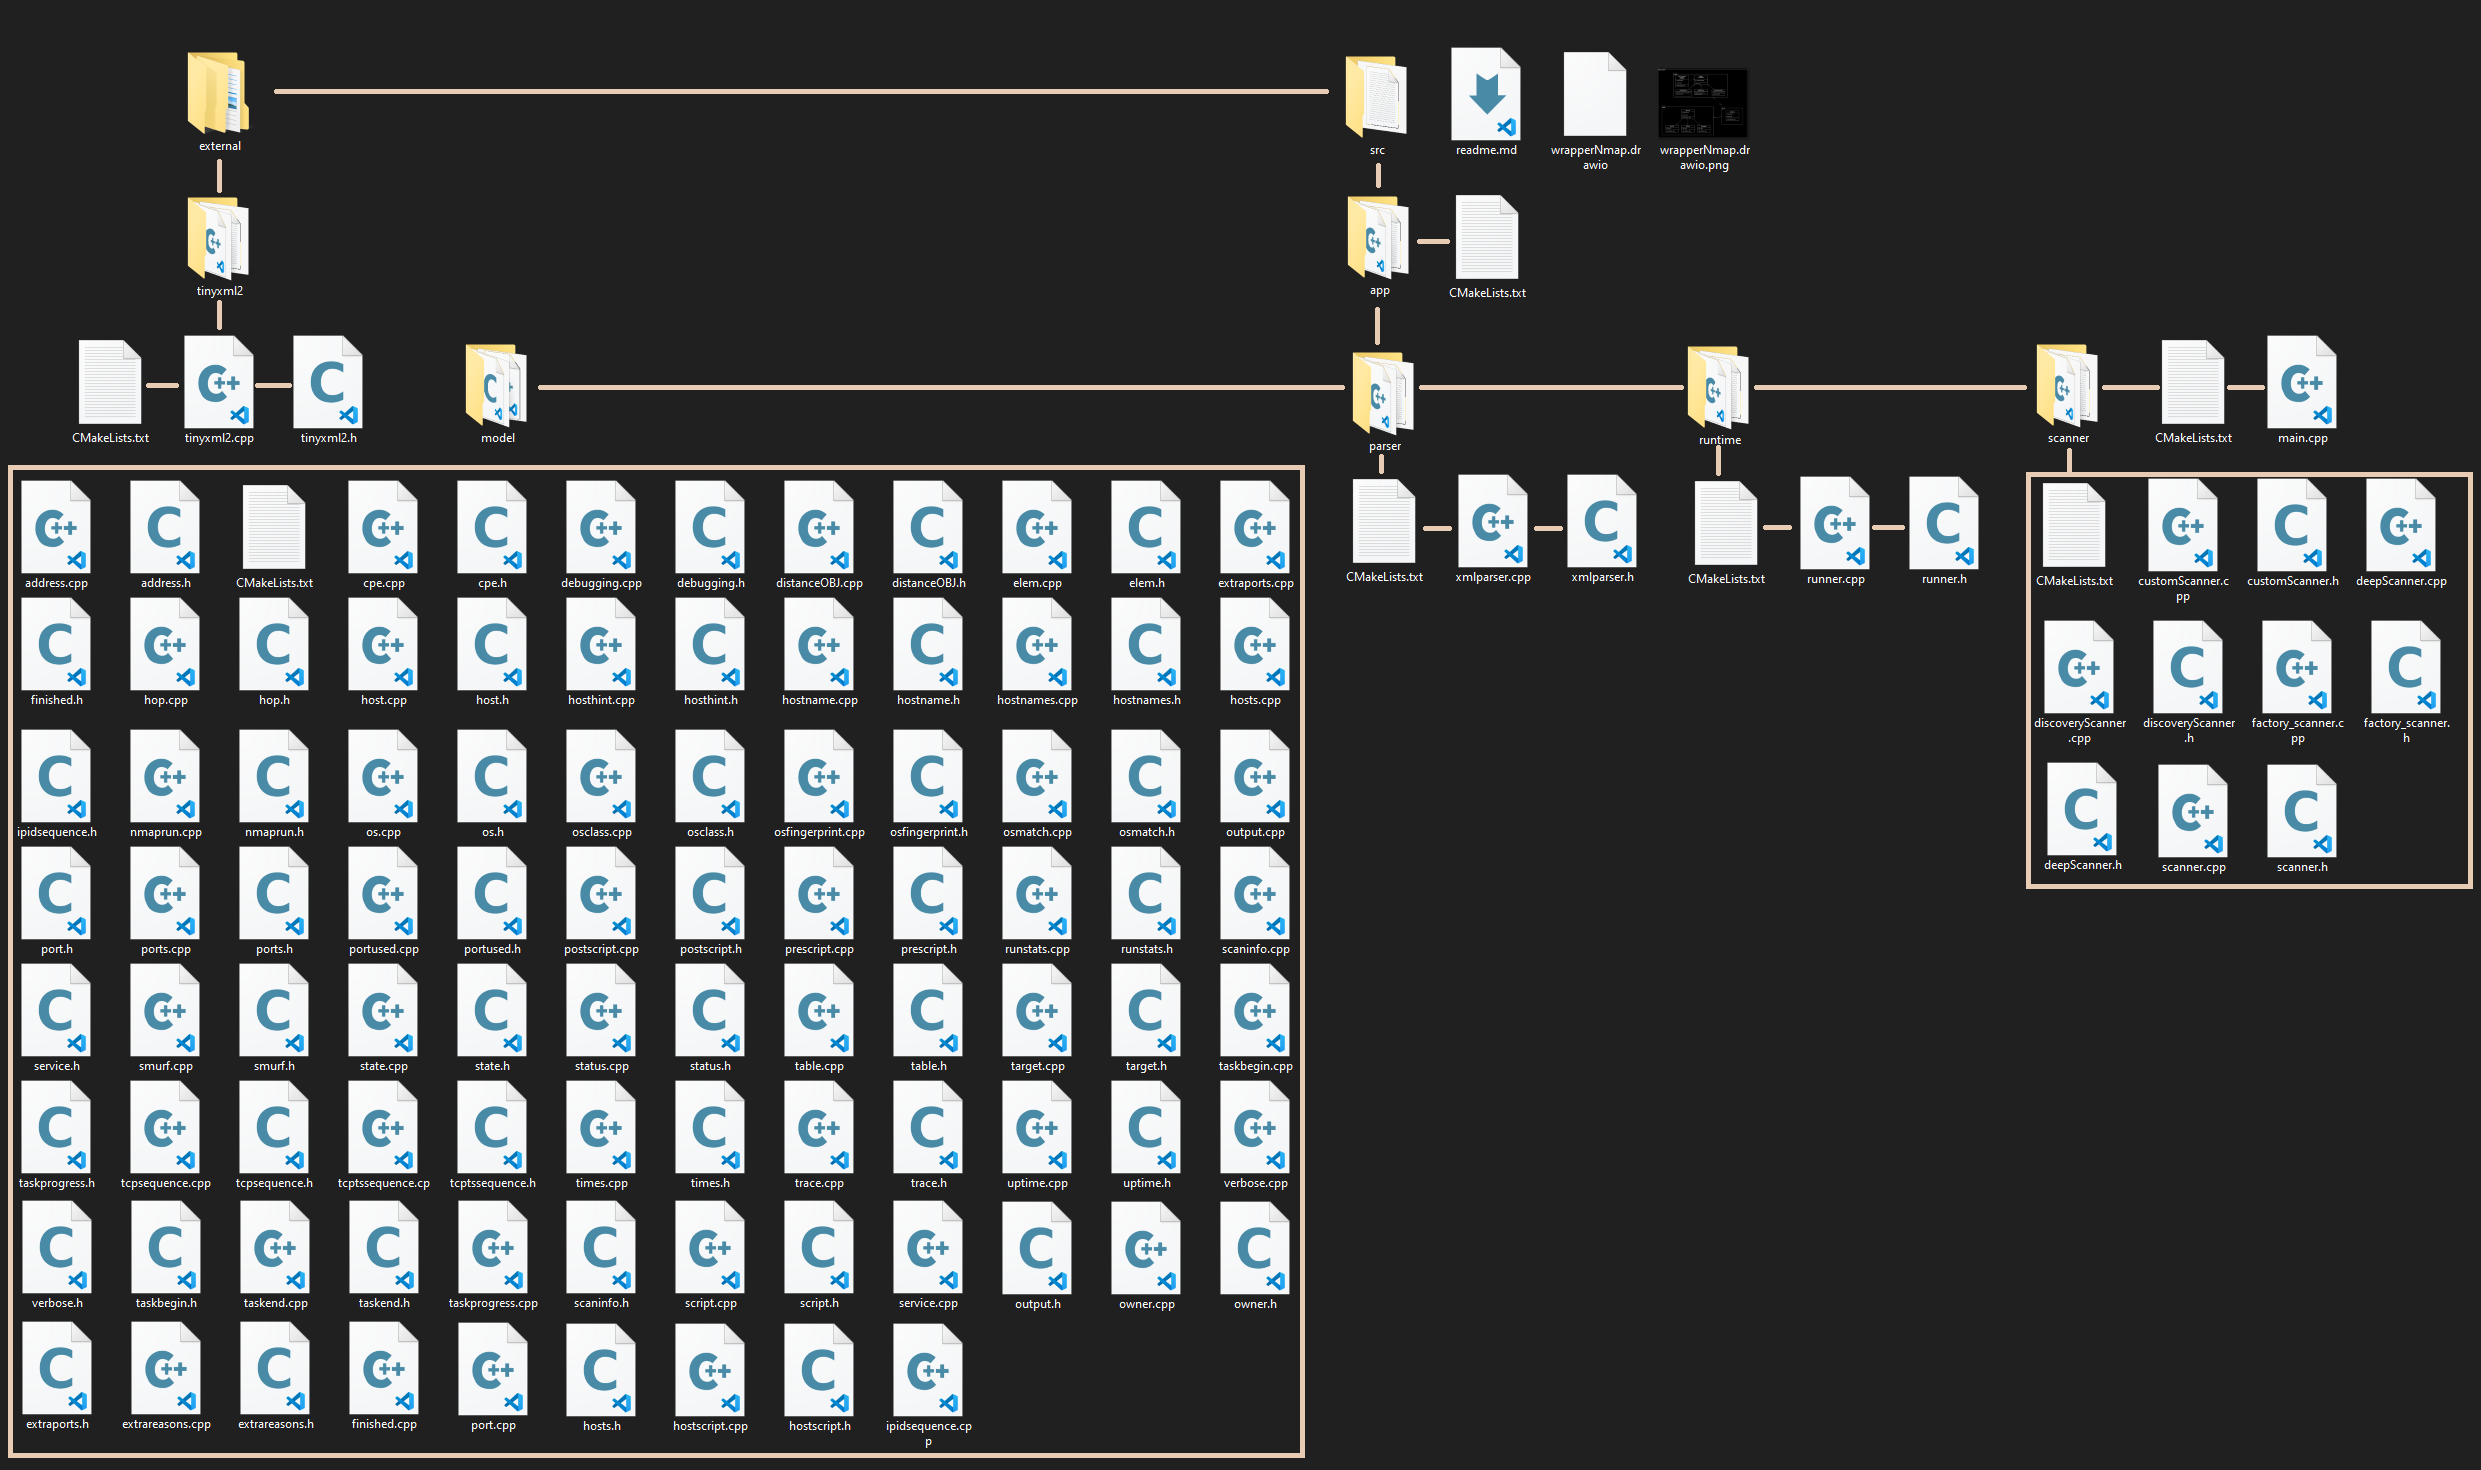 external
src
readme.md
wrapperNmap.dr
awio
wrapperNmap.dr
awio.png
tinyxml2
app
CMakeLists.txt
CMakeLists.txt
tinyxml2.cpp
tinyxml2.h
model
parser
runtime
scanner
CMakeLists.txt
main.cpp
address.cpp
address.h
CMakeLists.txt
cpe.cpp
cpe.h
debugging.cpp
debugging.h
distanceOBJ.cpp
distanceOBJ.h
elem.cpp
elem.h
extraports.cpp
finished.h
hop.cpp
hop.h
host.cpp
host.h
hosthint.cpp
hosthint.h
hostname.cpp
hostname.h
hostnames.cpp
hostnames.h
hosts.cpp
ipidsequence.h
nmaprun.cpp
nmaprun.h
os.cpp
os.h
osclass.cpp
osclass.h
osfingerprint.cpp
osfingerprint.h
osmatch.cpp
osmatch.h
output.cpp
port.h
ports.cpp
ports.h
portused.cpp
portused.h
postscript.cpp
postscript.h
prescript.cpp
prescript.h
runstats.cpp
runstats.h
scaninfo.cpp
service.h
smurf.cpp
smurf.h
state.cpp
state.h
status.cpp
status.h
table.cpp
table.h
target.cpp
target.h
taskbegin.cpp
taskprogress.h
tcpsequence.cpp
tcpsequence.h
tcptssequence.cp
tcptssequence.h
times.cpp
times.h
trace.cpp
trace.h
uptime.cpp
uptime.h
verbose.cpp
verbose.h
taskbegin.h
taskend.cpp
taskend.h
taskprogress.cpp
scaninfo.h
script.cpp
script.h
service.cpp
output.h
owner.cpp
owner.h
extraports.h
extrareasons.cpp
extrareasons.h
finished.cpp
port.cpp
hosts.h
hostscript.cpp
hostscript.h
ipidsequence.cp
p
CMakeLists.txt
xmlparser.cpp
xmlparser.h
CMakeLists.txt
runner.cpp
runner.h
CMakeLists.txt
customScanner.c
pp
customScanner.h
deepScanner.cpp
discoveryScanner
.cpp
discoveryScanner
.h
factory_scanner.c
pp
factory_scanner.
h
deepScanner.h
scanner.cpp
scanner.h